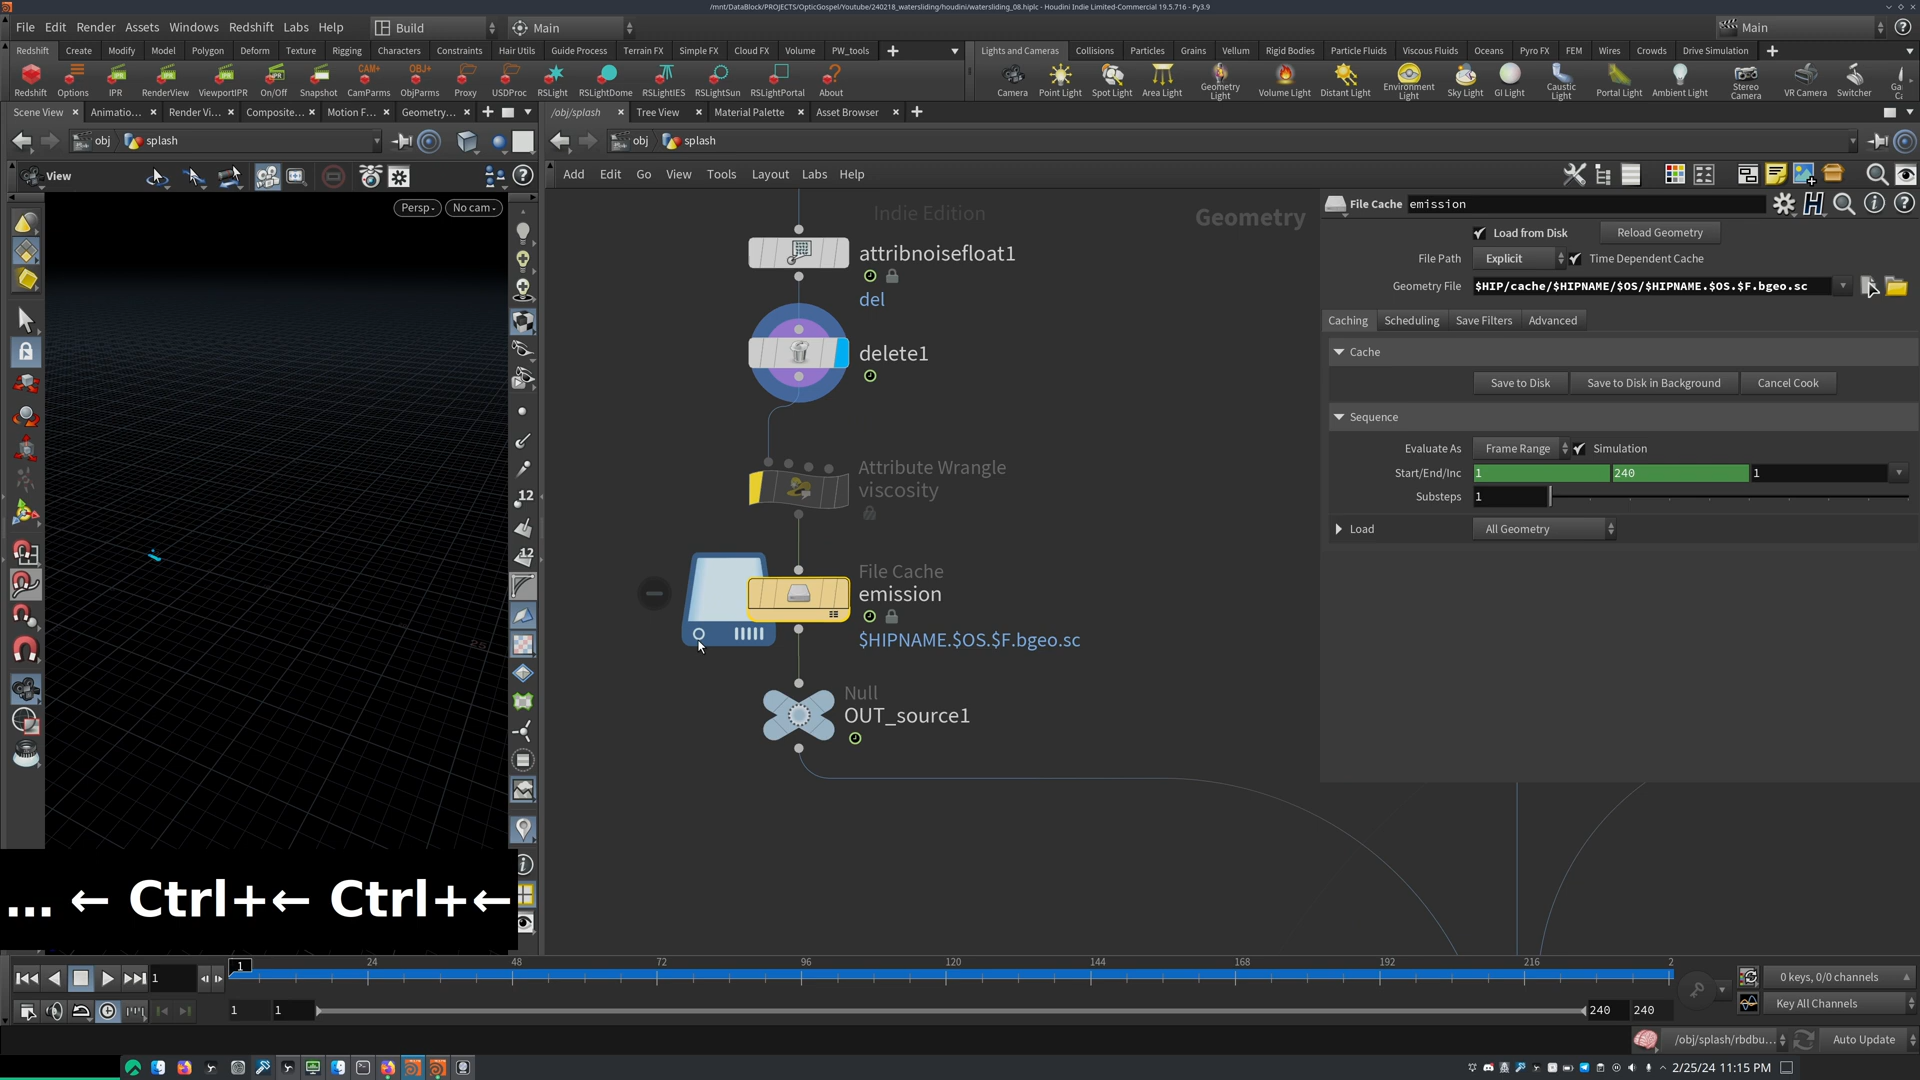 /mnt/DataBlock/PROJECTS/OpticGospel/Youtube/240218_watersliding/houdini/watersliding_08.hiplc - Houdini Indie Limited-Commercial 19.5.716 - Py3.9
File Edit Render Assets Windows Redshift Labs Help Build Main Main
Redshift Create Modify Model Polygon Deform Texture Rigging Characters Constraints Hair Utils Guide Process Terrain FX Simple FX Cloud FX Volume PW_tools
Lights and Cameras Collisions Particles Grains Vellum Rigid Bodies Particle Fluids Viscous Fluids Oceans Pyro FX FEM Wires Crowds Drive Simulation
IPR IPR IPR CAM+ OBJ+
Redshift Options IPR RenderView ViewportIPR On/Off Snapshot CamParms ObjParms Proxy USDProc RSLight RSLightDome RSLightIES RSLightSun RSLightPortal About
Camera Point Light Spot Light Area Light Geometry Light Volume Light Distant Light Environment Light Sky Light GI Light Caustic Light Portal Light Ambient Light Stereo Camera VR Camera Switcher
Scene View Animatio... Render Vi... Composite... Motion F... Geometry...
/obj/splash Tree View Material Palette Asset Browser
obj splash
obj splash
View
Add Edit Go View Tools Layout Labs Help
Persp No cam
Indie Edition
Geometry
attribnoisefloat1
del
delete1
Attribute Wrangle
viscosity
File Cache
emission
$HIPNAME.$OS.$F.bgeo.sc
Null
OUT_source1
File Cache emission
Load from Disk Reload Geometry
File Path Explicit Time Dependent Cache
Geometry File $HIP/cache/$HIPNAME/$OS/$HIPNAME.$OS.$F.bgeo.sc
Caching Scheduling Save Filters Advanced
Cache
Save to Disk Save to Disk in Background Cancel Cook
Sequence
Evaluate As Frame Range Simulation
Start/End/Inc 1 240 1
Substeps 1
Load All Geometry
12
12
... ← Ctrl+← Ctrl+←
1 1 24 48 72 96 120 144 168 192 216 2
0 keys, 0/0 channels
1 1 240 240
Key All Channels
/obj/splash/rbdbu... Auto Update
2/25/24 11:15 PM